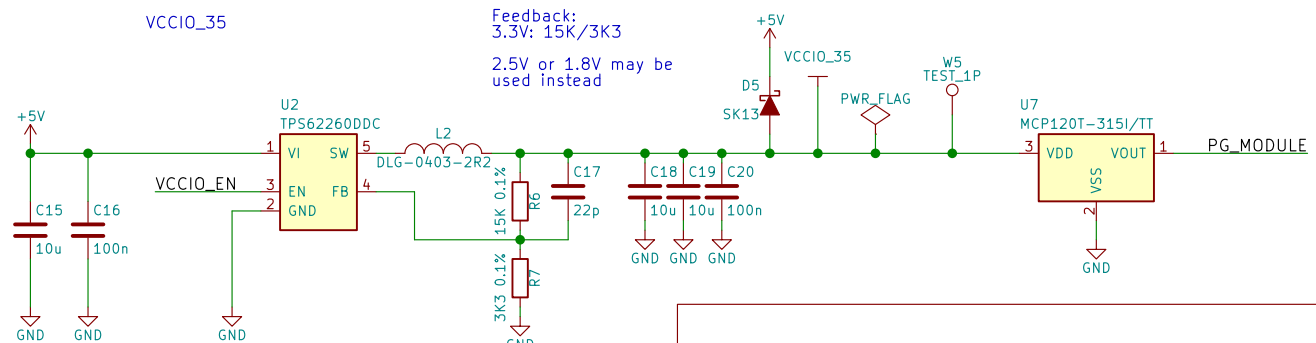 VCCIO_35
Feedback:
3.3V: 15K/3K3
2.5V or 1.8V may be
used instead
+5V
VCCIO_35
D5
SK13
PWR_FLAG
W5
TEST_1P
+5V
U2
TPS62260DDC
L2
DLG-0403-2R2
U7
MCP120T-315I/TT
1 VI SW 5
3 VDD VOUT 1
PG_MODULE
VCCIO_EN
3 EN FB 4
2 GND
VSS
2
C15
10u
C16
100n
15K 0.1%
R6
C17
22p
C18
10u
C19
10u
C20
100n
GND
GND
GND
GND
3K3 0.1%
R7
GND
GND
GND
GND